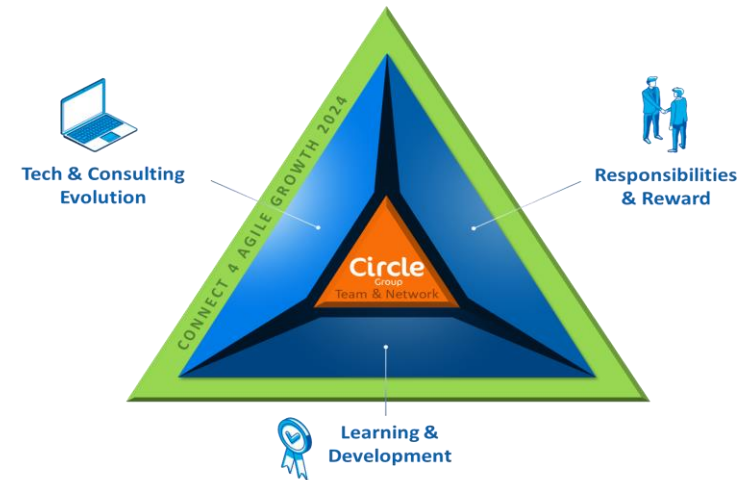 CONNECT 4 AGILE GROWTH 2024
Tech & Consulting
Evolution
Responsibilities
& Reward
Circle
Group
Team & Network
Learning &
Development